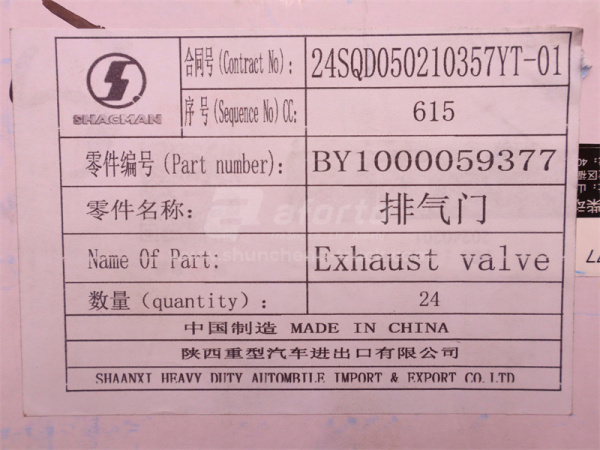 SHACMAN
合同号(Contract No): 24SQD050210357YT-01
序号(Sequence No)CC: 615
零件编号(Part number): BY1000059377
零件名称: 排气门
Name Of Part: Exhaust valve
数量(quantity): 24
中国制造 MADE IN CHINA
陕西重型汽车进出口有限公司
SHAANXI HEAVY DUTY AUTOMBILE IMPORT & EXPORT CO.LTD